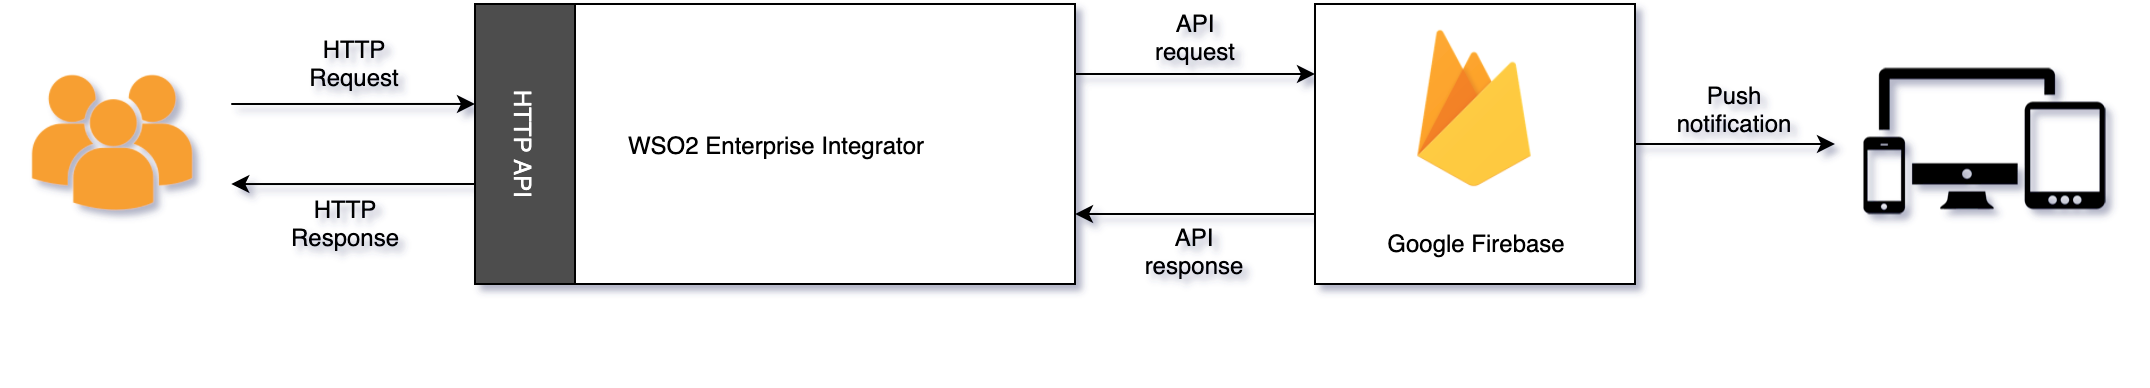 HTTP
Request
HTTP
Response
HTTP API
WSO2 Enterprise Integrator
API
request
API
response
Google Firebase
Push
notification